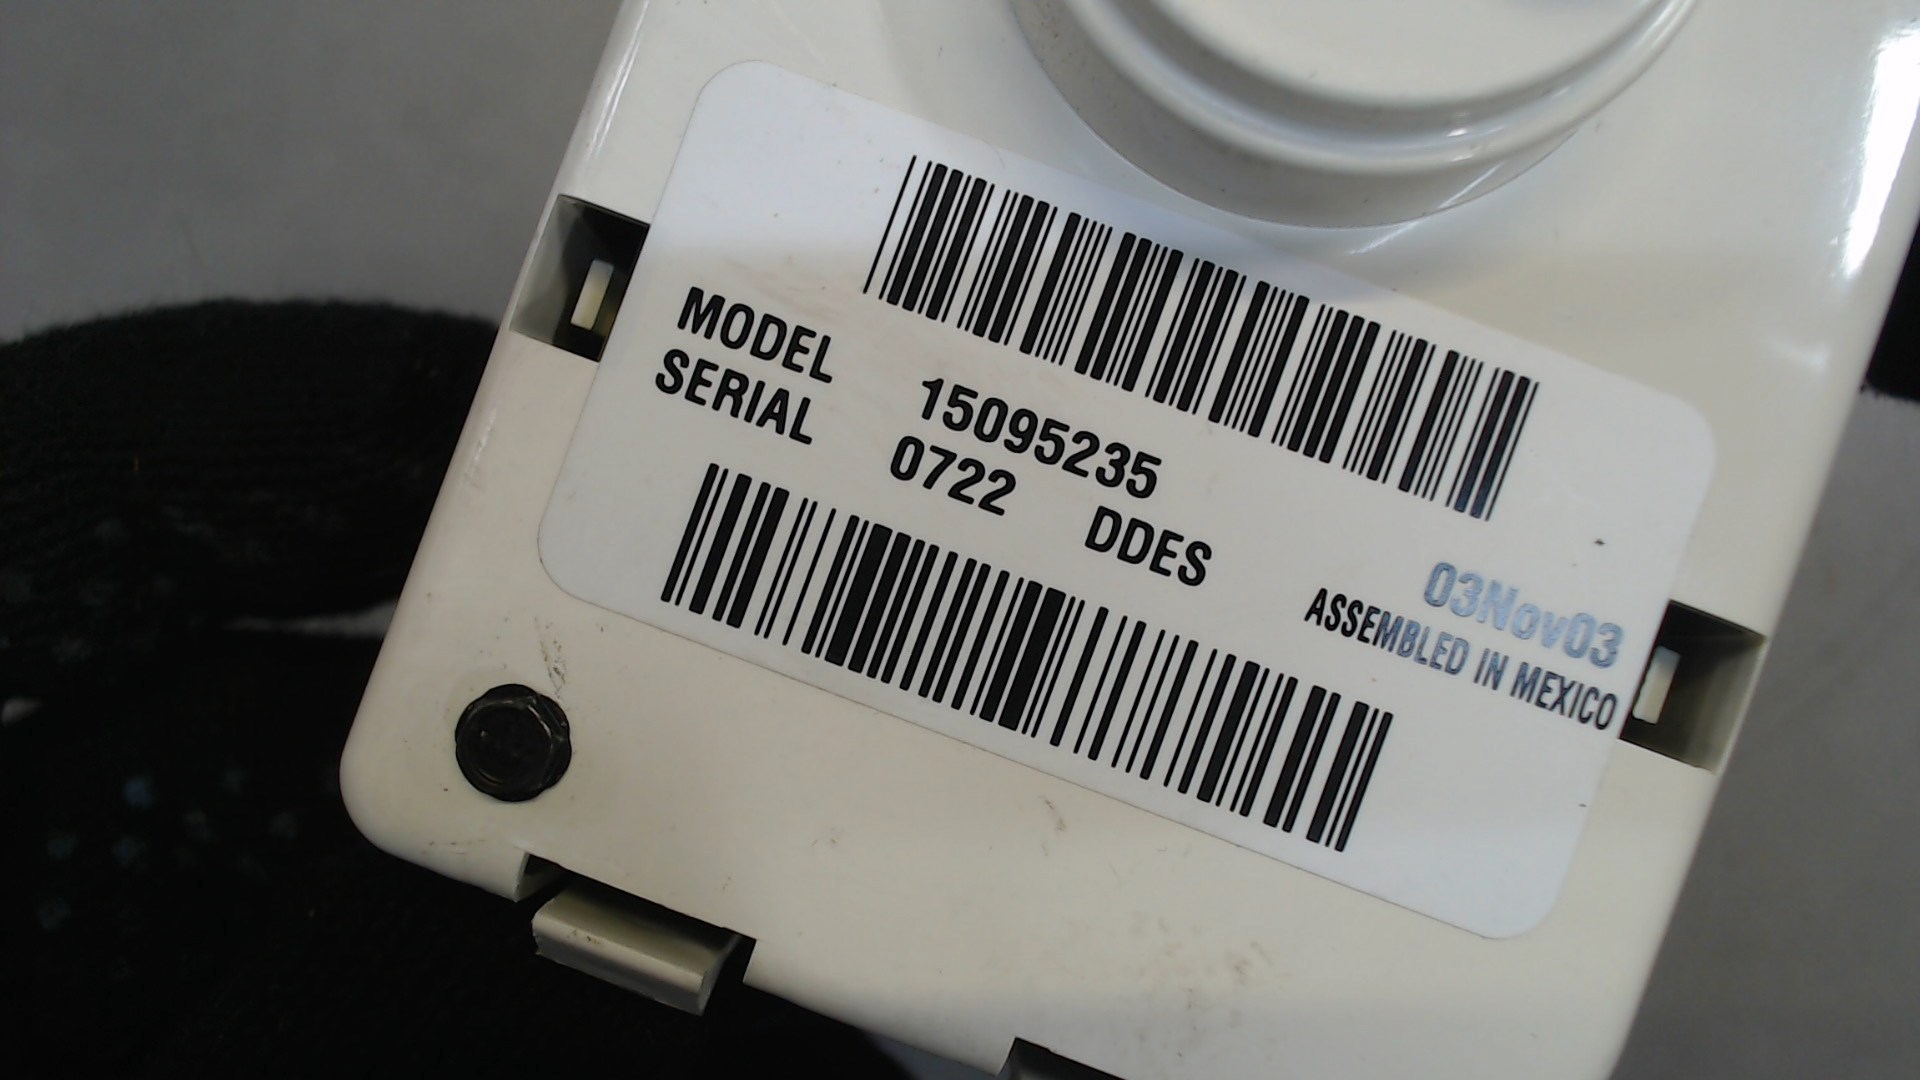 MODEL 15095235
SERIAL 0722 DDES
03Nov03
ASSEMBLED IN MEXICO